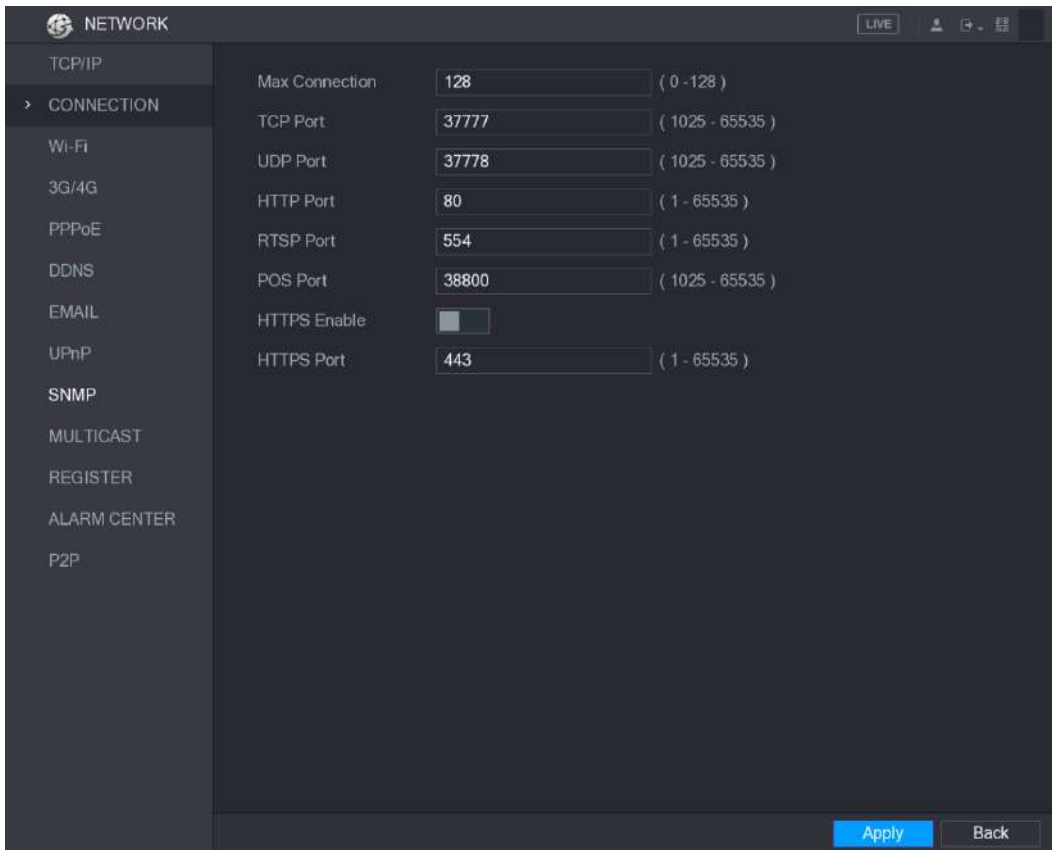 NETWORK
LIVE
TCP/IP
> CONNECTION
Wi-Fi
3G/4G
PPPoE
DDNS
EMAIL
UPnP
SNMP
MULTICAST
REGISTER
ALARM CENTER
P2P
Max Connection 128 ( 0 -128 )
TCP Port 37777 ( 1025 - 65535 )
UDP Port 37778 ( 1025 - 65535 )
HTTP Port 80 ( 1 - 65535 )
RTSP Port 554 ( 1 - 65535 )
POS Port 38800 ( 1025 - 65535 )
HTTPS Enable
HTTPS Port 443 ( 1 - 65535 )
Apply Back